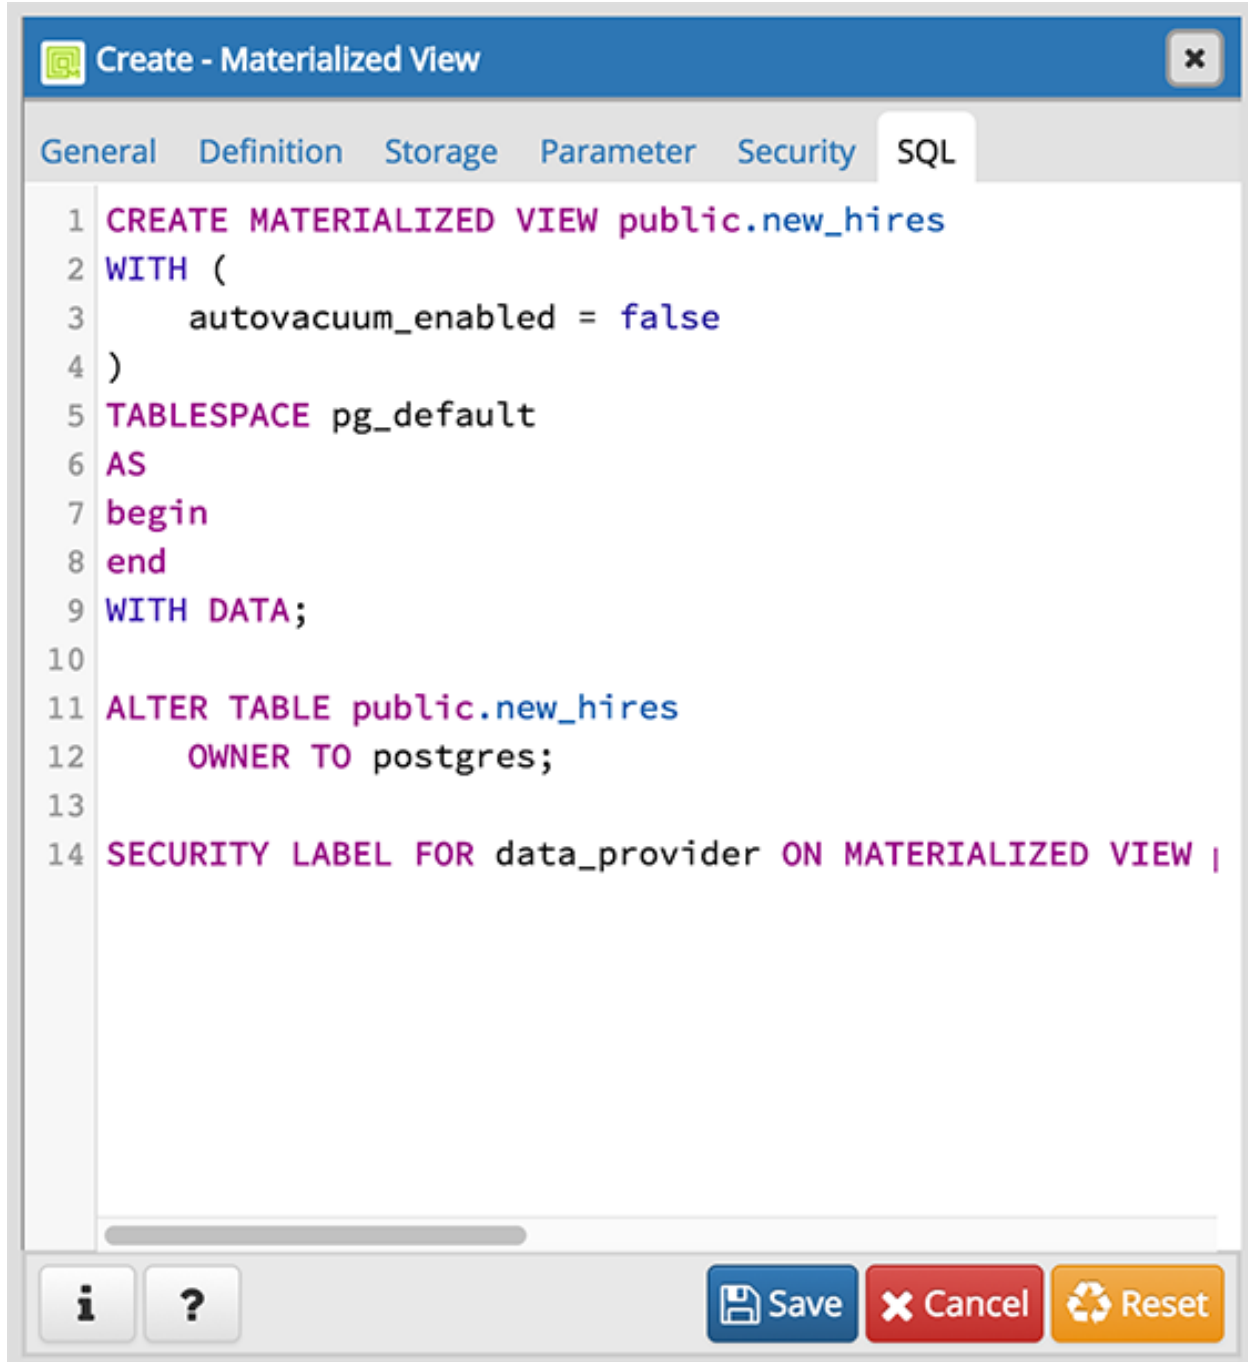 Create - Materialized View
General Definition Storage Parameter Security SQL
1 CREATE MATERIALIZED VIEW public.new_hires
2 WITH (
3     autovacuum_enabled = false
4 )
5 TABLESPACE pg_default
6 AS
7 begin
8 end
9 WITH DATA;
10
11 ALTER TABLE public.new_hires
12     OWNER TO postgres;
13
14 SECURITY LABEL FOR data_provider ON MATERIALIZED VIEW
i ? Save Cancel Reset